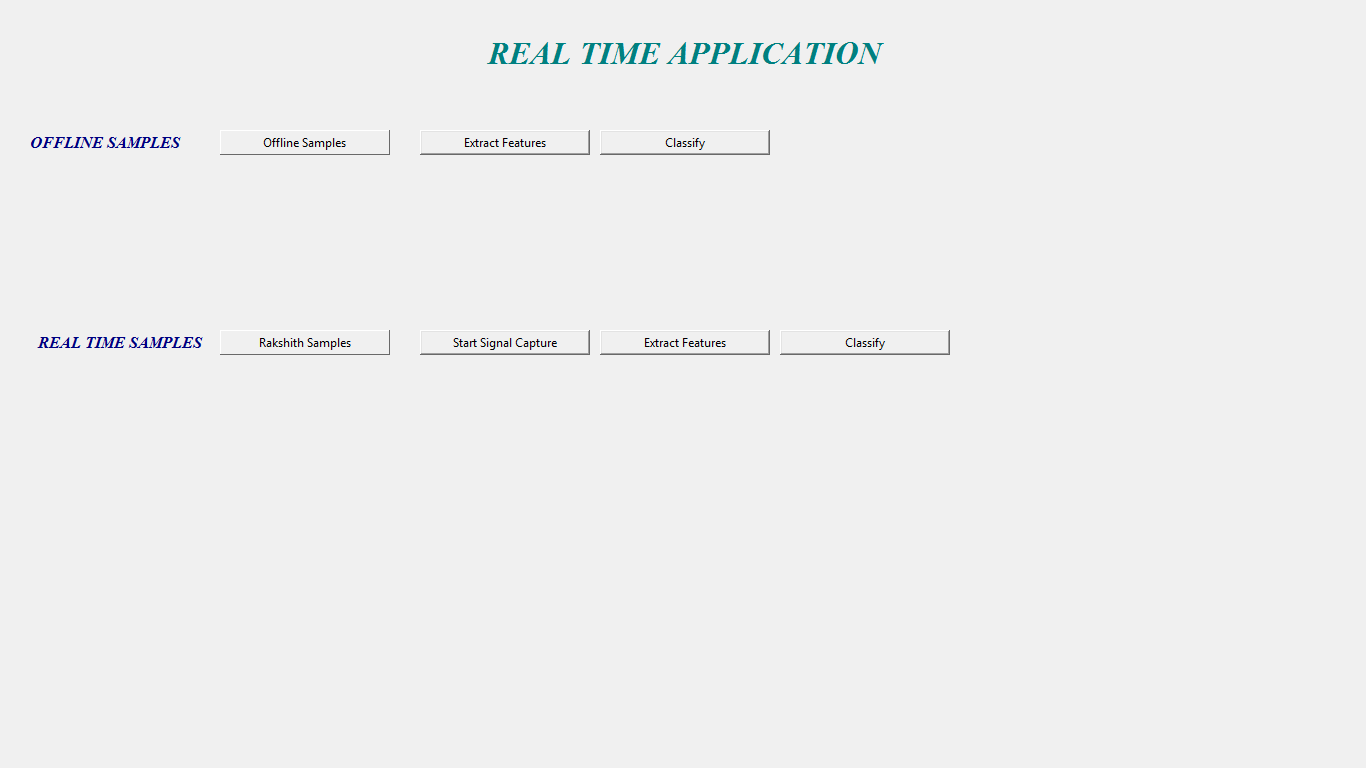 REAL TIME APPLICATION
OFFLINE SAMPLES Offline Samples Extract Features Classify
REAL TIME SAMPLES Rakshith Samples Start Signal Capture Extract Features Classify